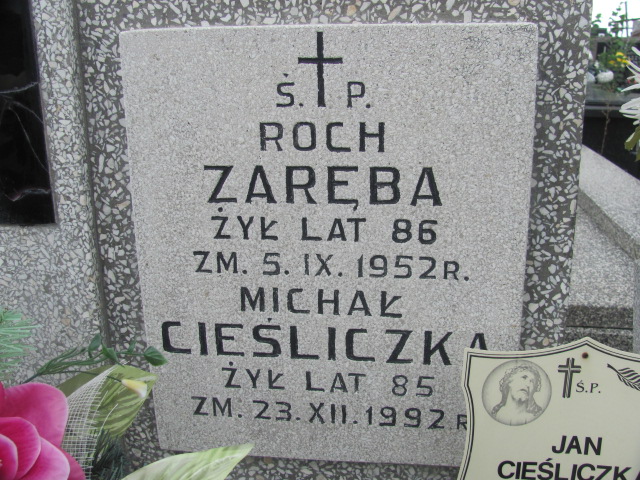 Ś. P.
ROCH
ZARĘBA
ŻYŁ LAT 86
ZM. 5. IX. 1952R.
MICHAŁ
CIEŚLICZKA
ŻYŁ LAT 85
ZM. 23. XII. 1992R
Ś.P.
JAN
CIEŚLICZKA